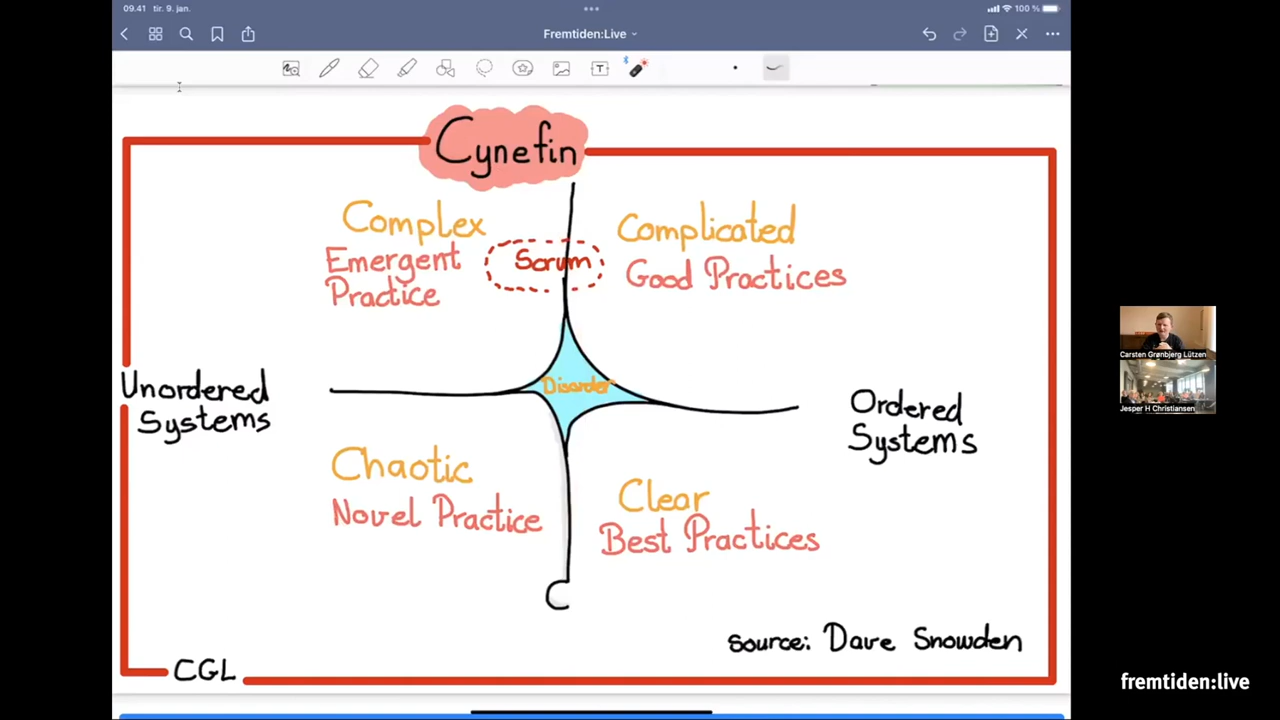 09.41 tir. 9. jan.
100 %
Fremtiden:Live
T
Cynefin
Complex
Emergent
Practice
Scrum
Complicated
Good Practices
Disorder
Unordered
Systems
Ordered
Systems
Chaotic
Novel Practice
Clear
Best Practices
C
Source: Dave Snowden
CGL
Carsten Grønbjerg Lützen
Jesper H Christiansen
fremtiden:live